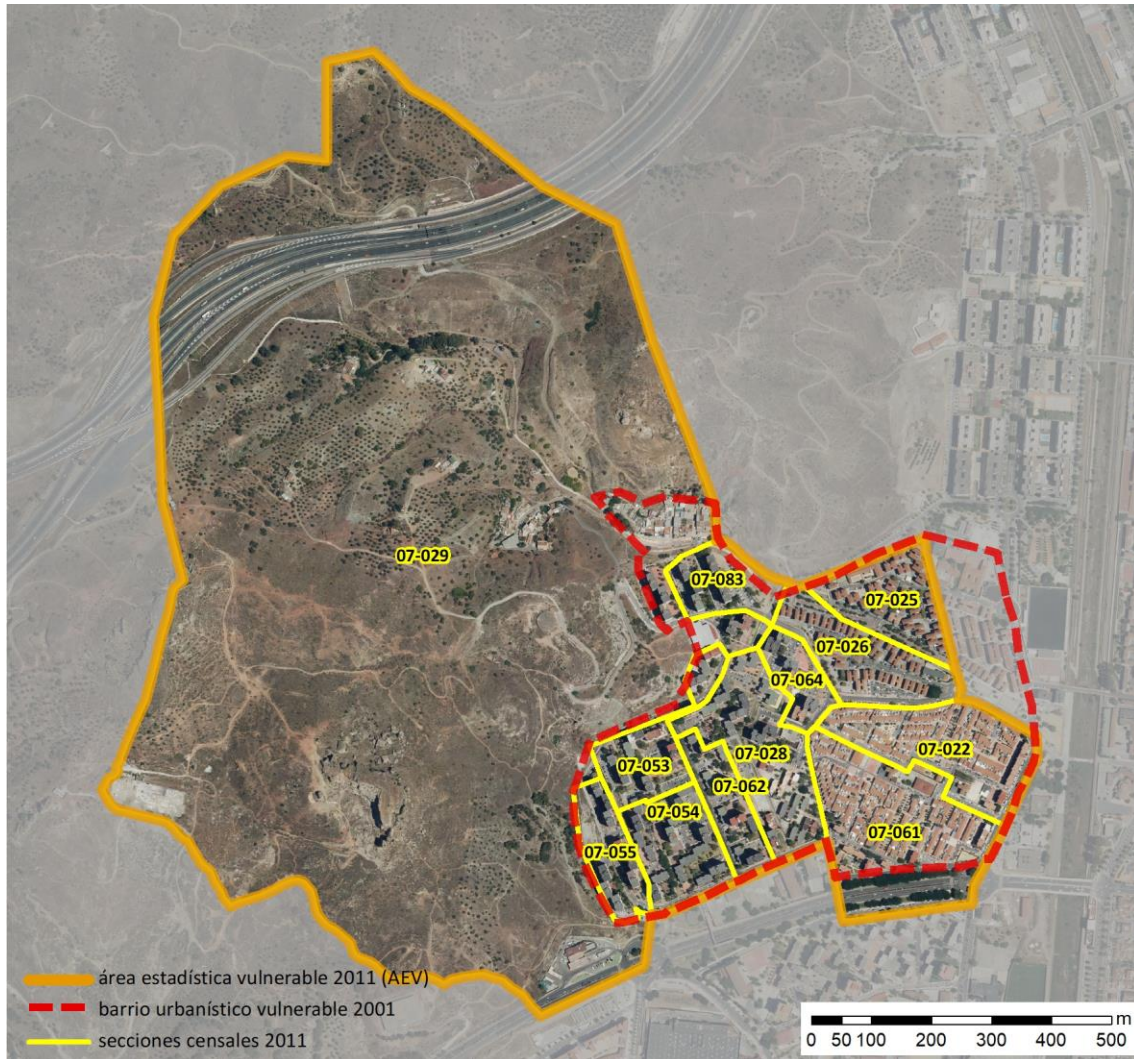 07-029
07-083
07-025
07-026
07-064
07-022
07-028
07-053
07-062
07-054
07-061
07-055
área estadística vulnerable 2011 (AEV)
barrio urbanístico vulnerable 2001
secciones censales 2011
m
0 50 100 200 300 400 500